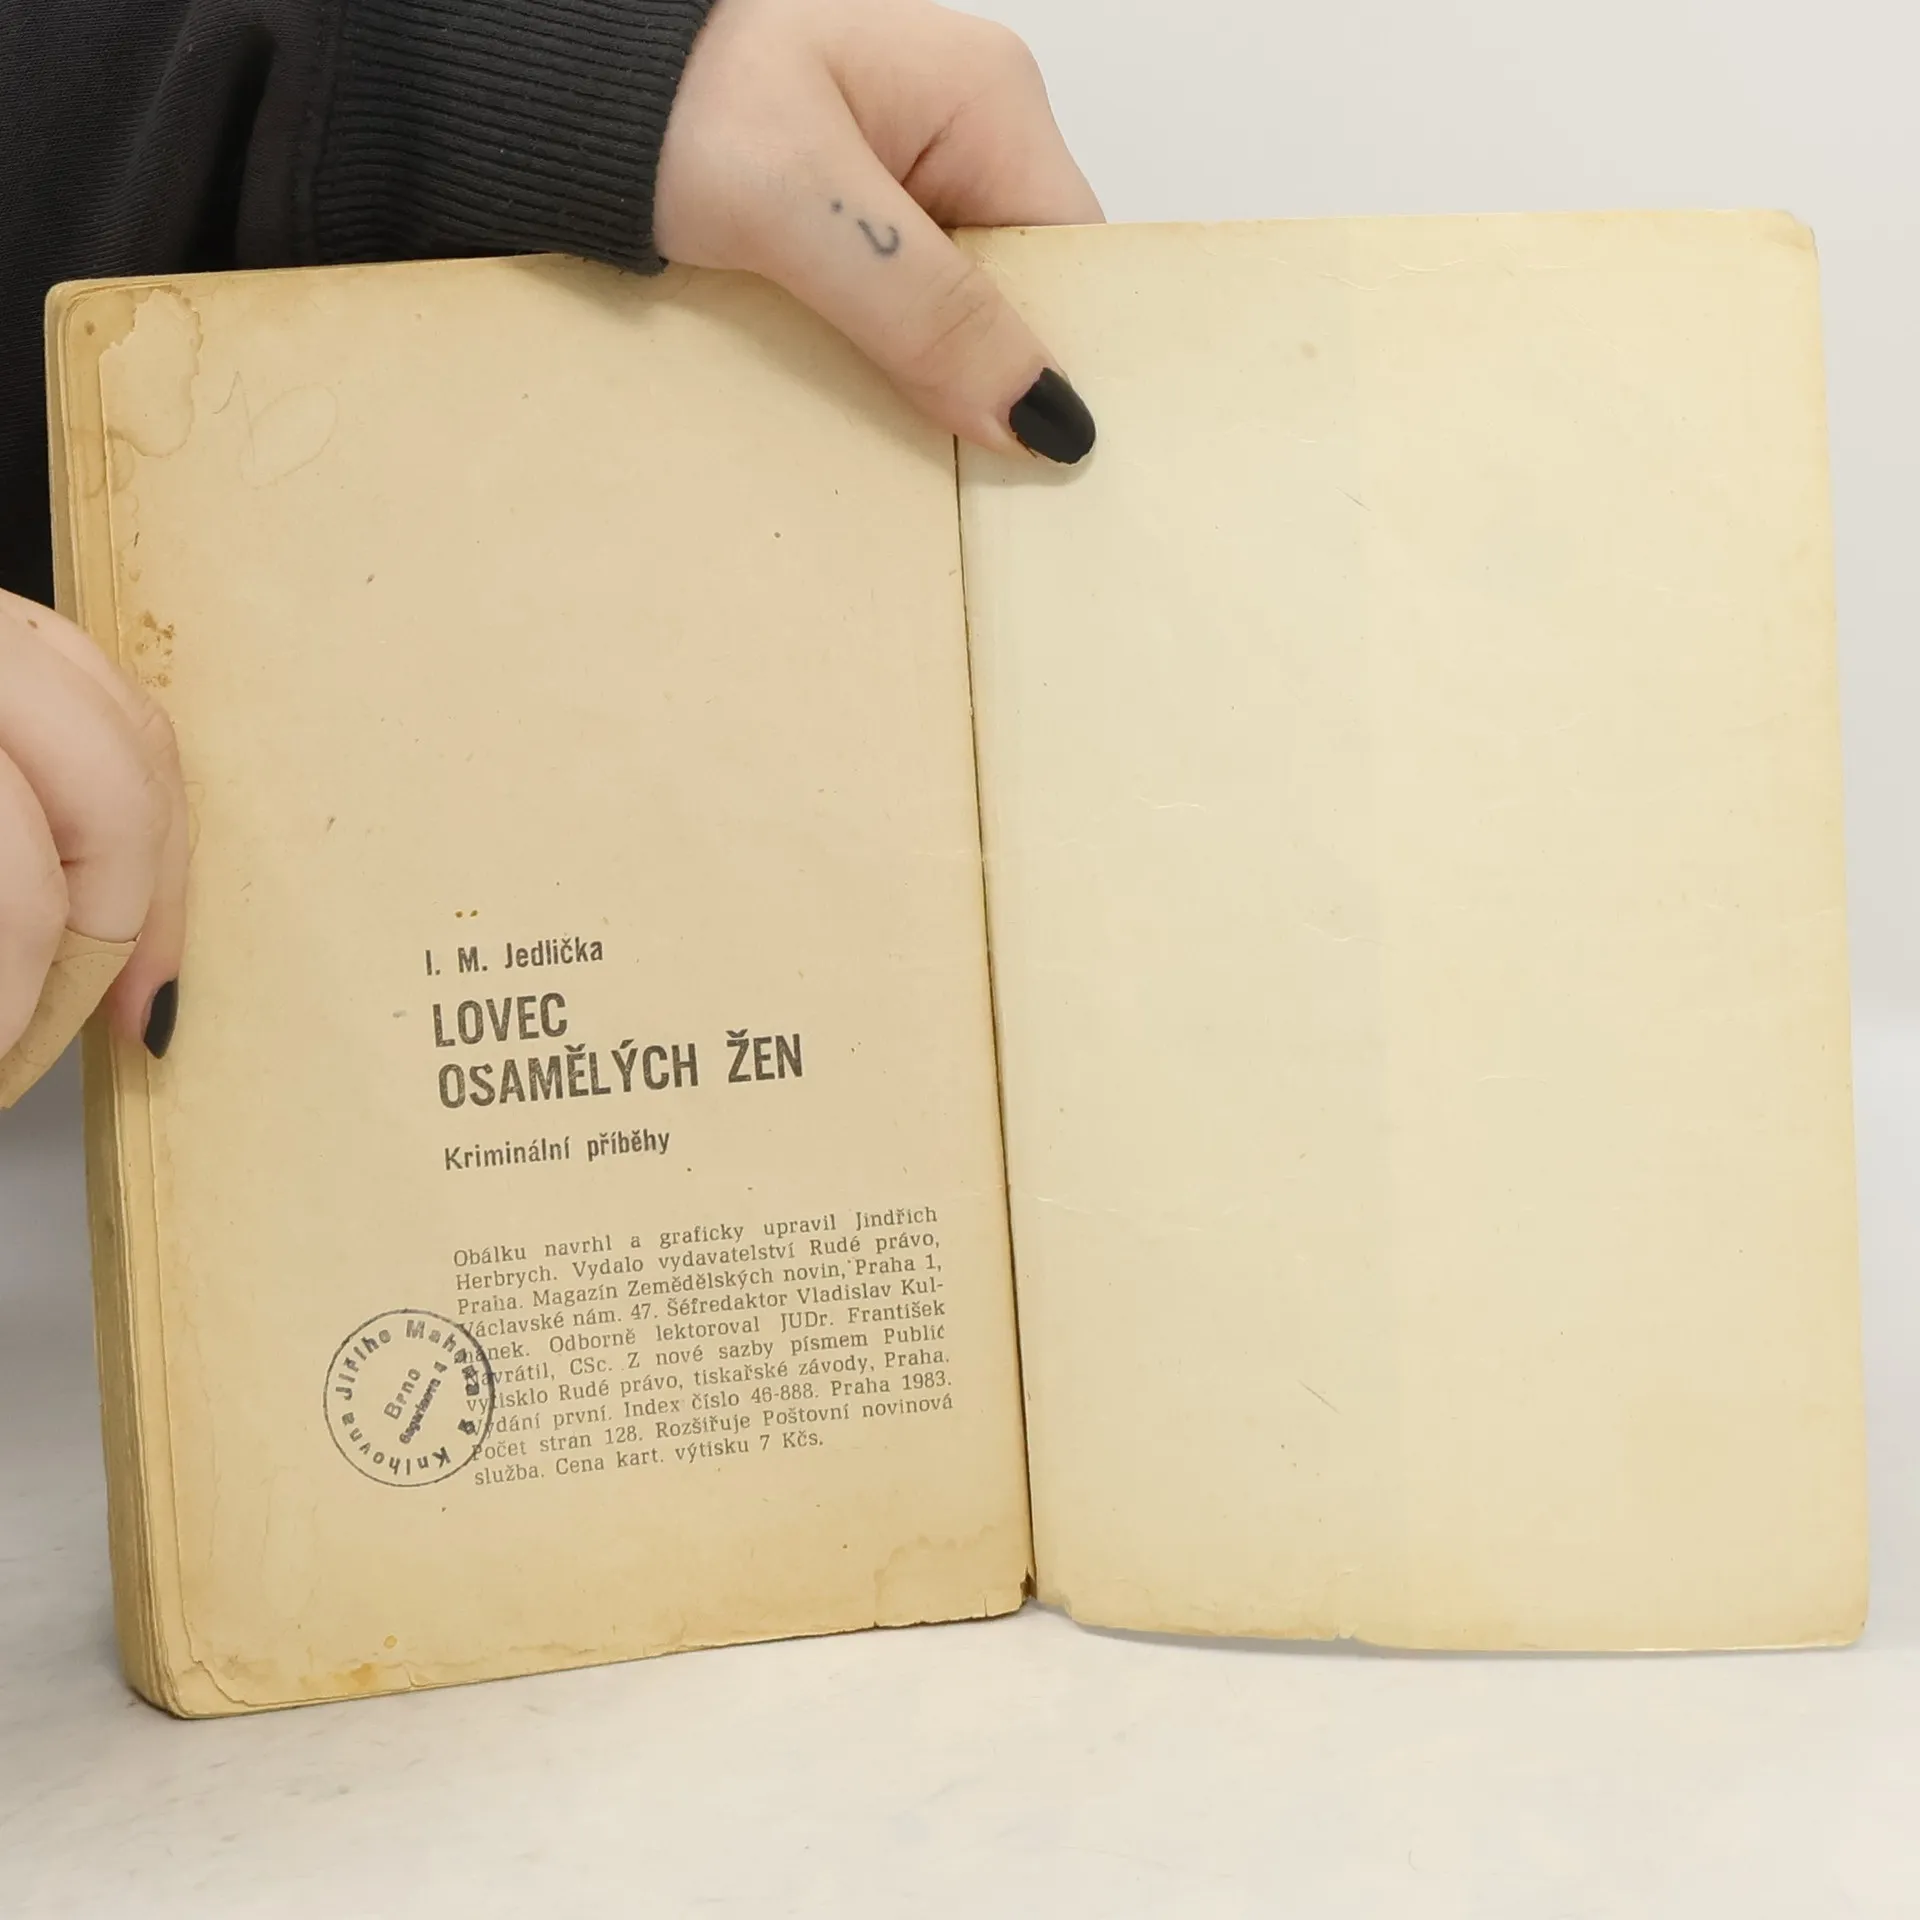 I. M. Jedlička
LOVEC
OSAMĚLÝCH ŽEN
Kriminální příběhy
Obálku navrhl a graficky upravil Jindřich
Herbrych. Vydalo vydavatelství Rudé právo,
Praha. Magazín Zemědělských novin, Praha 1,
Václavské nám. 47. Šéfredaktor Vladislav Kul-
hánek. Odborně lektoroval JUDr. František
Navrátil, CSc. Z nové sazby písmem Public
vytisklo Rudé právo, tiskařské závody, Praha.
Vydání první. Index číslo 46-888. Praha 1983.
Počet stran 128. Rozšiřuje Poštovní novinová
služba. Cena kart. výtisku 7 Kčs.
Knihovna Jiřího Mahena
Brno